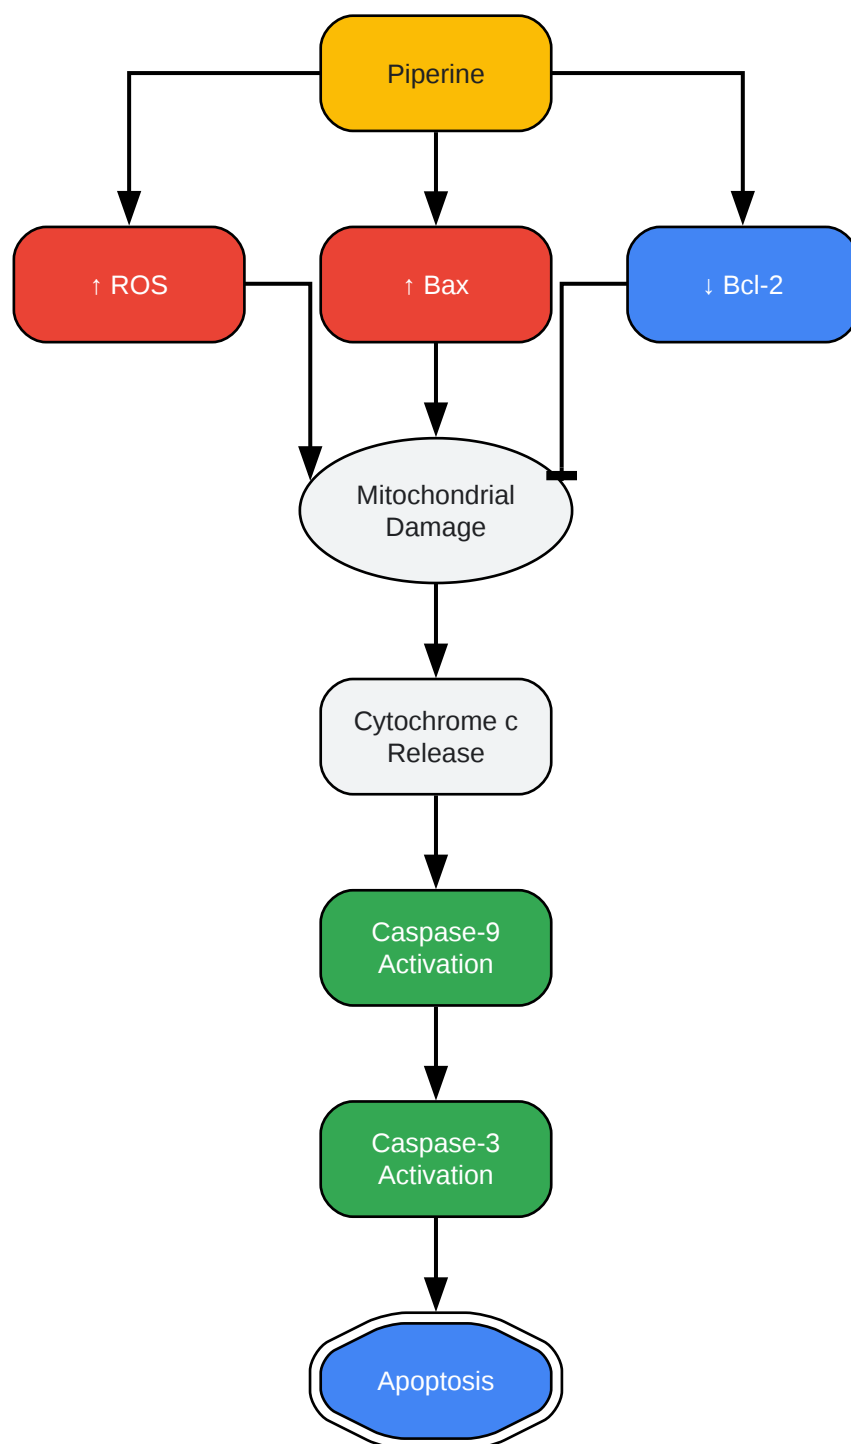 Piperine
↑ ROS
↑ Bax
↓ Bcl-2
Mitochondrial
Damage
Cytochrome c
Release
Caspase-9
Activation
Caspase-3
Activation
Apoptosis